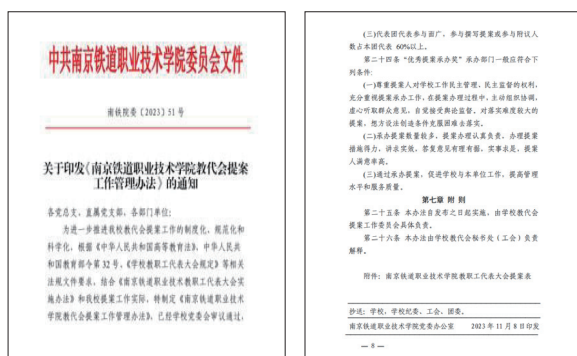 中共南京铁道职业技术学院委员会文件
南铁院委〔2023〕51 号
关于印发《南京铁道职业技术学院教代会提案
工作管理办法》的通知
各党总支、直属党支部、各部门单位:
为进一步推进我校教代会提案工作的制度化、规范化和
科学化，根据《中华人民共和国高等教育法》、中华人民共
和国教育部令第 32 号，《学校教职工代表大会规定》等相关
法规文件要求，结合《南京铁道职业技术学院教代会实
施办法》和我校提案工作实际，特制定《南京铁道职业技术
学院教代会提案工作管理办法》，已经学校党委会审议通过，
(三)代表团代表参与面广，参与撰写提案或参与附议人
数占本团代表 60%以上。
第二十四条 “优秀提案承办奖”承办部门一般应符合下
列条件:
(一)尊重提案人对学校工作民主管理、民主监督的权利，
充分重视提案承办工作，在提案办理过程中，主动组织协调，
虚心听取群众意见，自觉接受舆论监督。对落实难度较大的
提案，想方设法创造条件克服困难去落实。
(二)承办提案数量较多，提案办理认真负责，办理提案
措施得力，讲求实效，答复意见有理有据，实事求是，提案
人满意率高。
(三)通过承办提案，促进学校与本单位工作，提高管理
水平和服务质量。
第七章 附 则
第二十五条 本办法自发布之日起实施，由学校教代会
提案工作委员会具体负责。
第二十六条 本办法由学校教代会秘书处（工会）负责
解释。
附件：南京铁道职业技术学院教职工代表大会提案表
抄送：学校，学校纪委、工会、团委。
南京铁道职业技术学院党委办公室 2023 年 11 月 8 日印发
— 8 —